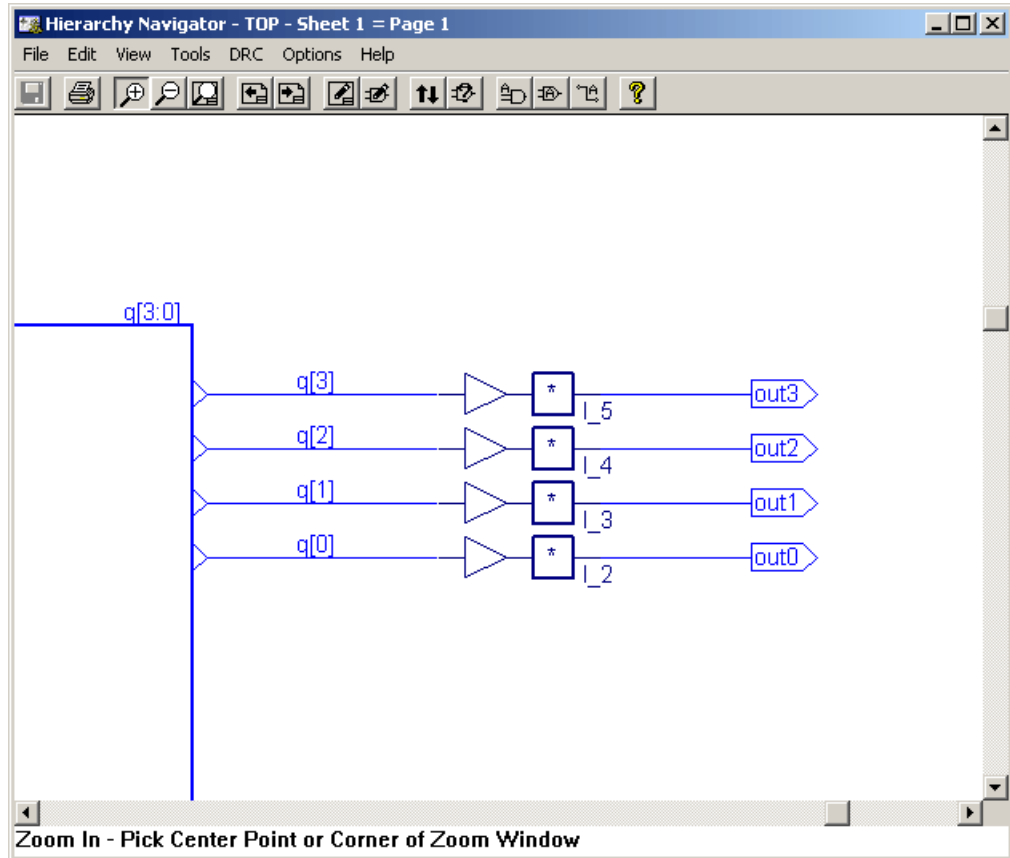 Hierarchy Navigator - TOP - Sheet 1 = Page 1
File Edit View Tools DRC Options Help
q[3:0]
q[3] * I_5 out3
q[2] * I_4 out2
q[1] * I_3 out1
q[0] * I_2 out0
Zoom In - Pick Center Point or Corner of Zoom Window